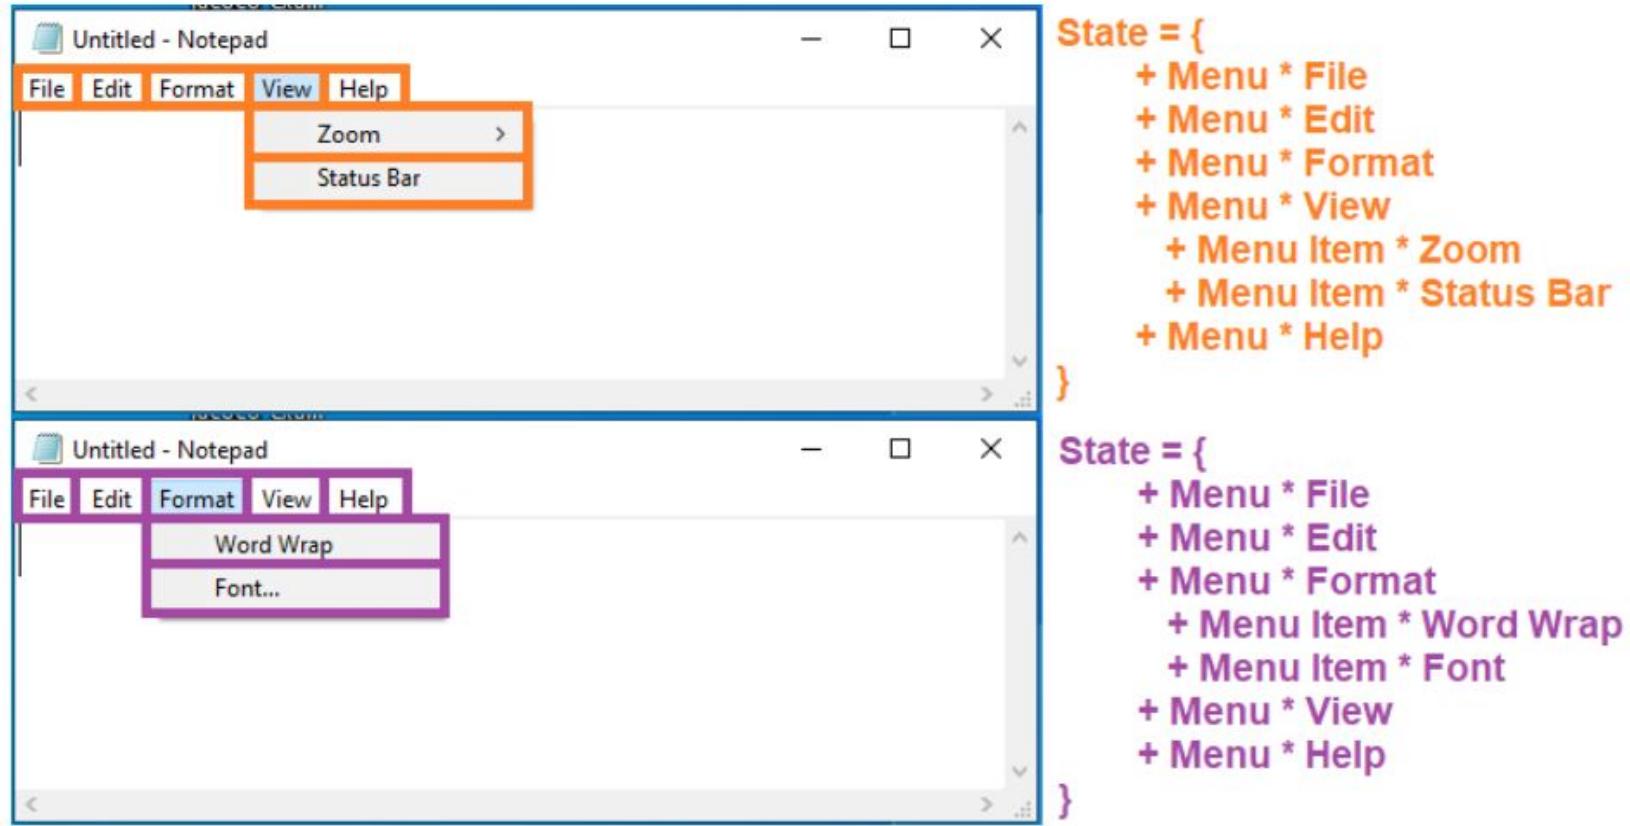 Untitled - Notepad
File Edit Format View Help
Zoom >
Status Bar
State = {
+ Menu * File
+ Menu * Edit
+ Menu * Format
+ Menu * View
+ Menu Item * Zoom
+ Menu Item * Status Bar
+ Menu * Help
}
Untitled - Notepad
File Edit Format View Help
Word Wrap
Font...
State = {
+ Menu * File
+ Menu * Edit
+ Menu * Format
+ Menu Item * Word Wrap
+ Menu Item * Font
+ Menu * View
+ Menu * Help
}